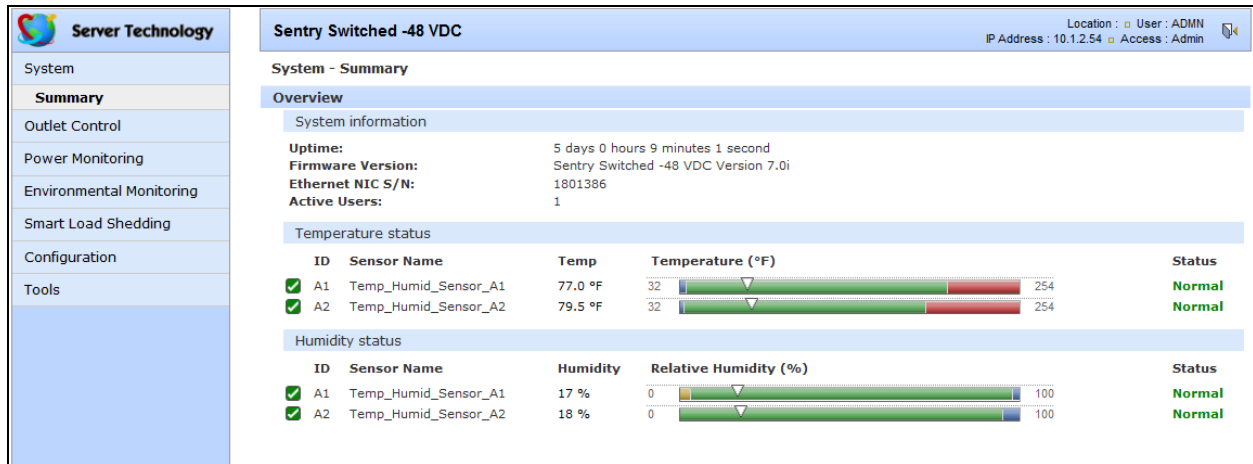 Server Technology
Sentry Switched -48 VDC
Location : User : ADMN
IP Address : 10.1.2.54 Access : Admin
System
Summary
Outlet Control
Power Monitoring
Environmental Monitoring
Smart Load Shedding
Configuration
Tools
System - Summary
Overview
System information
Uptime: 5 days 0 hours 9 minutes 1 second
Firmware Version: Sentry Switched -48 VDC Version 7.0i
Ethernet NIC S/N: 1801386
Active Users: 1
Temperature status
ID Sensor Name Temp Temperature (°F) Status
A1 Temp_Humid_Sensor_A1 77.0 °F 32 254 Normal
A2 Temp_Humid_Sensor_A2 79.5 °F 32 254 Normal
Humidity status
ID Sensor Name Humidity Relative Humidity (%) Status
A1 Temp_Humid_Sensor_A1 17 % 0 100 Normal
A2 Temp_Humid_Sensor_A2 18 % 0 100 Normal